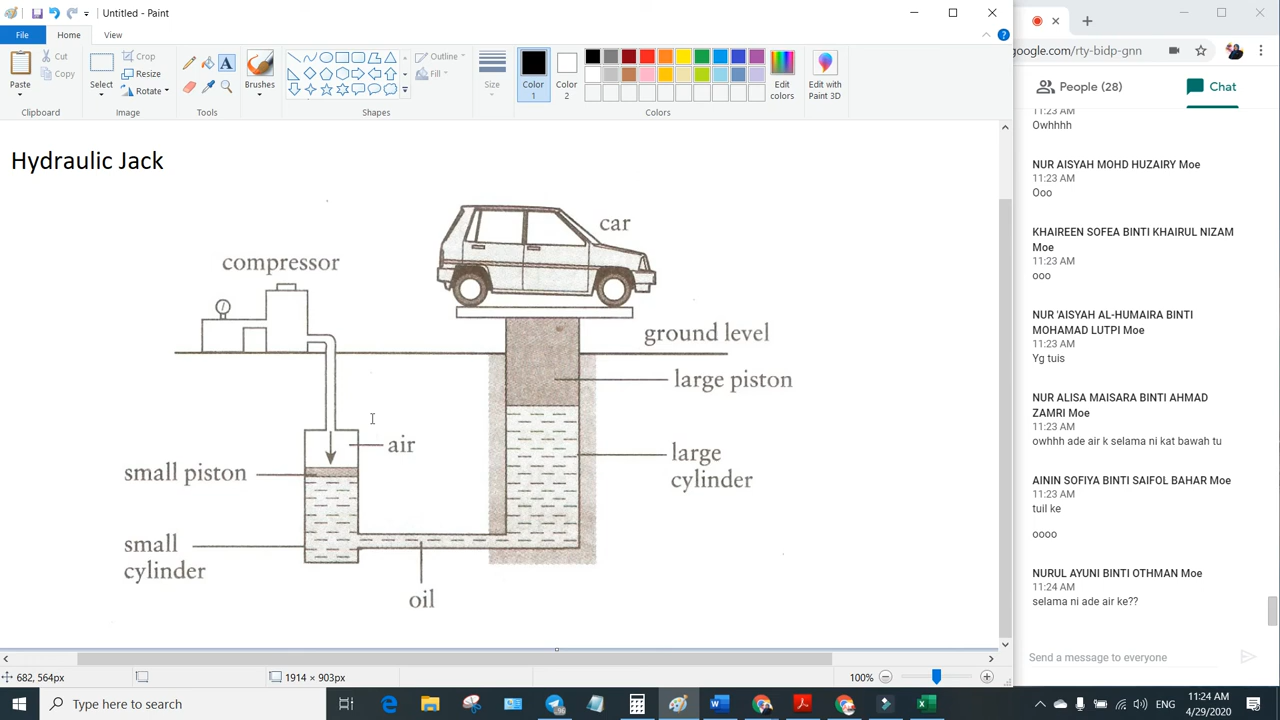 Untitled - Paint
File
Home
View
Paste
Cut
Copy
Clipboard
Select
Crop
Resize
Rotate
Image
A
Tools
Brushes
Shapes
Outline
Fill
Size
Color
1
Color
2
Colors
Edit
colors
Edit with
Paint 3D
Hydraulic Jack
compressor
car
ground level
large piston
air
small piston
large
cylinder
small
cylinder
oil
682, 564px
1914 × 903px
100%
google.com/rty-bidp-gnn
People (28)
Chat
11:23 AM
Owhhhh
NUR AISYAH MOHD HUZAIRY Moe
11:23 AM
Ooo
KHAIREEN SOFEA BINTI KHAIRUL NIZAM
Moe
11:23 AM
ooo
NUR 'AISYAH AL-HUMAIRA BINTI
MOHAMAD LUTPI Moe
11:23 AM
Yg tuis
NUR ALISA MAISARA BINTI AHMAD
ZAMRI Moe
11:23 AM
owhhh ade air k selama ni kat bawah tu
AININ SOFIYA BINTI SAIFOL BAHAR Moe
11:23 AM
tuil ke
oooo
NURUL AYUNI BINTI OTHMAN Moe
11:24 AM
selama ni ade air ke??
Send a message to everyone
Type here to search
ENG
11:24 AM
4/29/2020